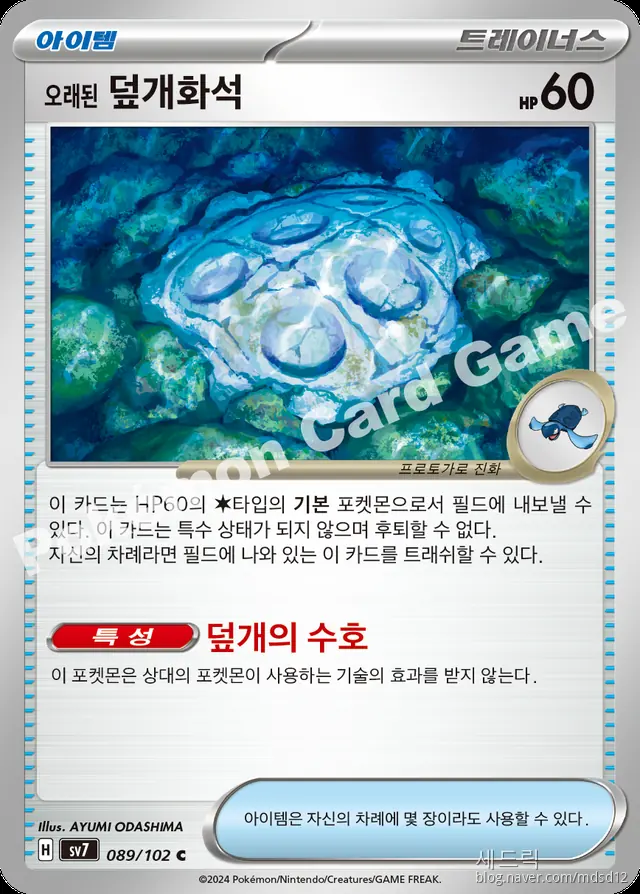 아이템 트레이너스
오래된 덮개화석 HP 60
프로토가로 진화
이 카드는 HP60의 타입의 기본 포켓몬으로서 필드에 내보낼 수
있다. 이 카드는 특수 상태가 되지 않으며 후퇴할 수 없다.
자신의 차례라면 필드에 나와 있는 이 카드를 트래쉬할 수 있다.
Pokémon Card Game
특성 덮개의 수호
이 포켓몬은 상대의 포켓몬이 사용하는 기술의 효과를 받지 않는다.
아이템은 자신의 차례에 몇 장이라도 사용할 수 있다.
Illus. AYUMI ODASHIMA
H sv7 089/102 C
세드릭
blog.naver.com/mdsd12
©2024 Pokémon/Nintendo/Creatures/GAME FREAK.